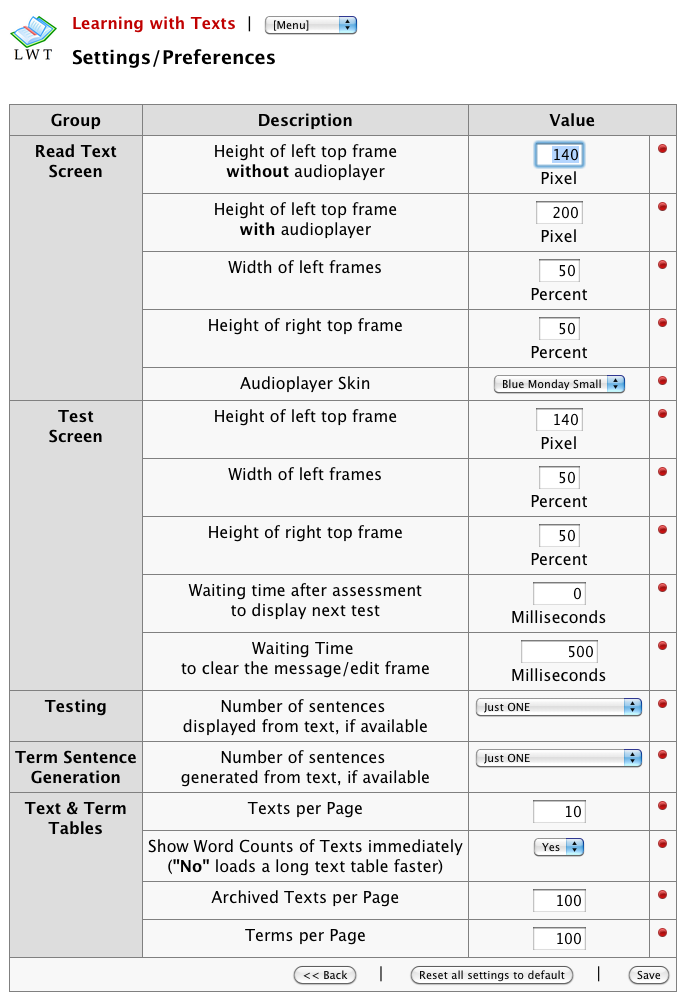 Learning with Texts | [Menu]
LWT
Settings/Preferences
Group Description Value
Read Text
Screen
Height of left top frame
without audioplayer
140
Pixel
Height of left top frame
with audioplayer
200
Pixel
Width of left frames
50
Percent
Height of right top frame
50
Percent
Audioplayer Skin
Blue Monday Small
Test
Screen
Height of left top frame
140
Pixel
Width of left frames
50
Percent
Height of right top frame
50
Percent
Waiting time after assessment
to display next test
0
Milliseconds
Waiting Time
to clear the message/edit frame
500
Milliseconds
Testing
Number of sentences
displayed from text, if available
Just ONE
Term Sentence
Generation
Number of sentences
generated from text, if available
Just ONE
Text & Term
Tables
Texts per Page
10
Show Word Counts of Texts immediately
("No" loads a long text table faster)
Yes
Archived Texts per Page
100
Terms per Page
100
<< Back | Reset all settings to default | Save